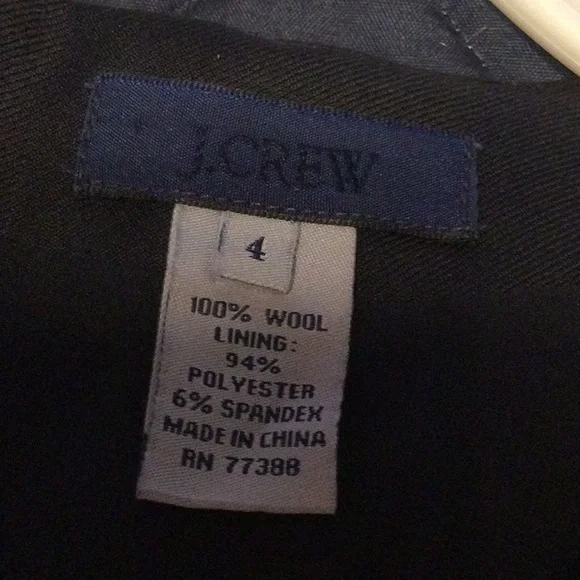 J.CREW
4
100% WOOL
LINING:
94%
POLYESTER
6% SPANDEX
MADE IN CHINA
RN 77388